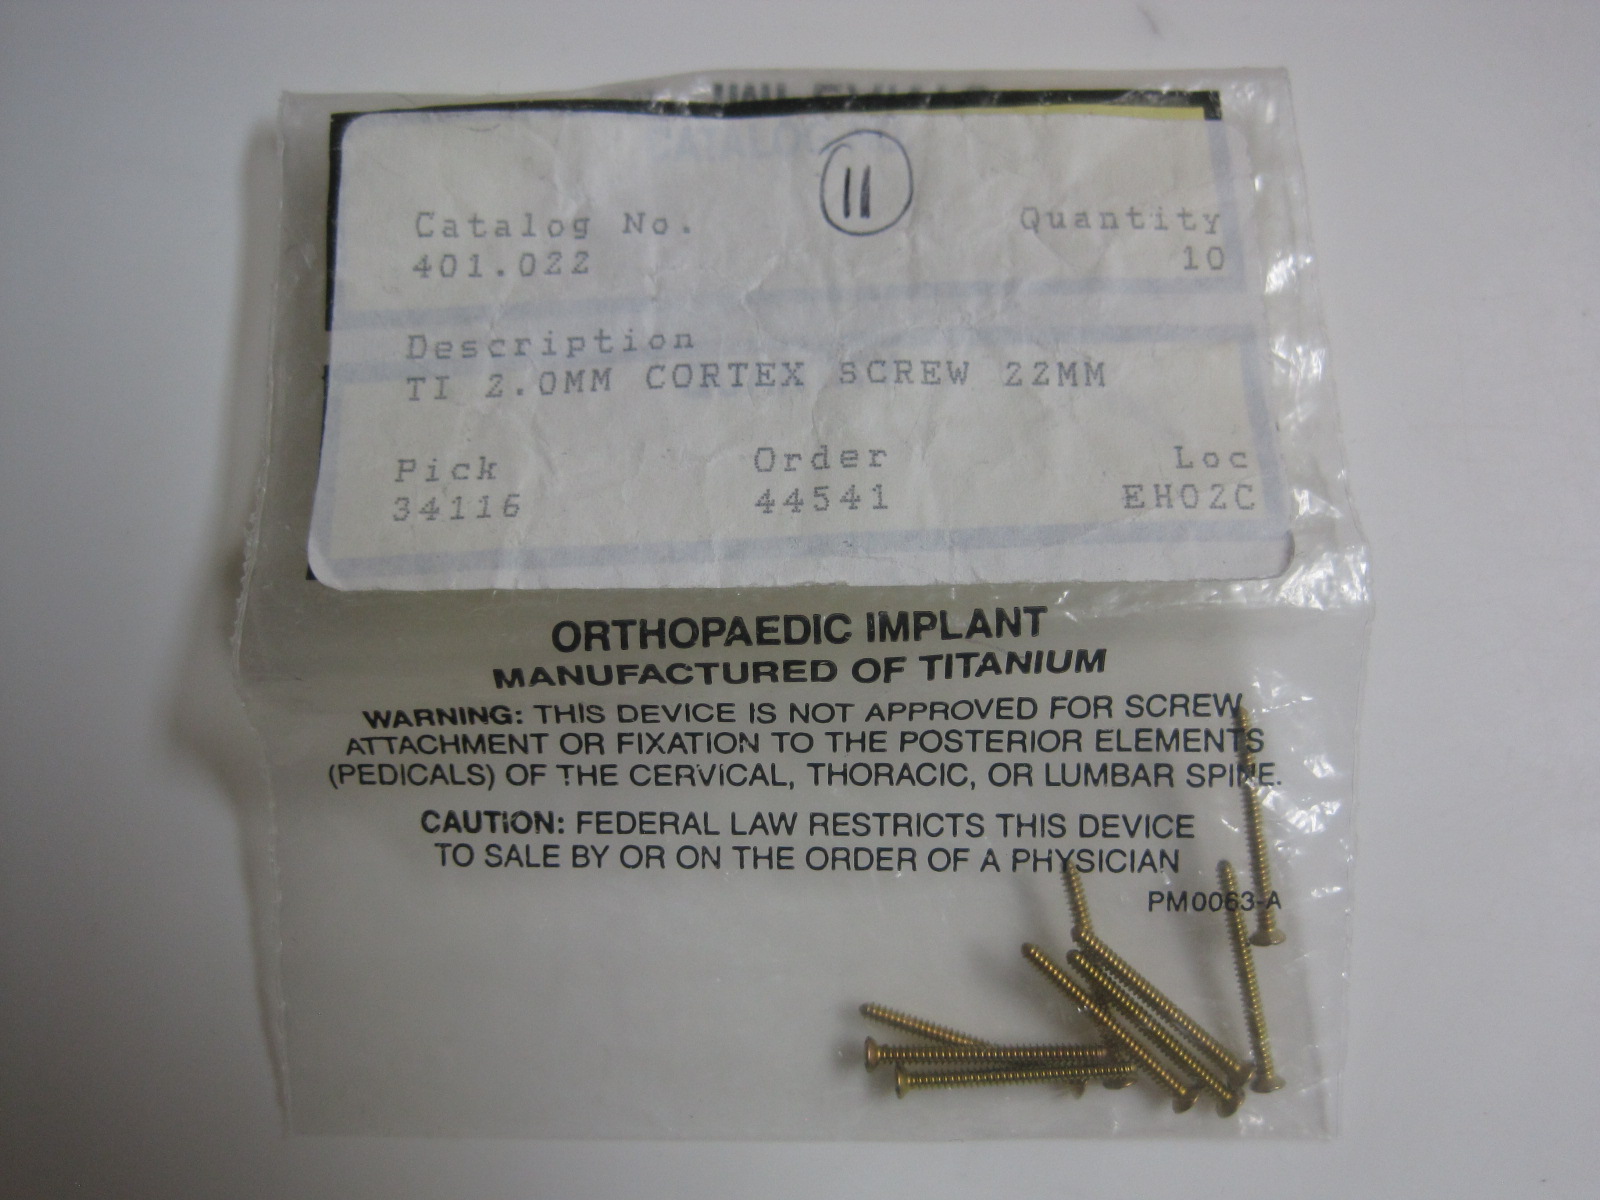 11
Catalog No. Quantity
401.022 10
Description
TI 2.0MM CORTEX SCREW 22MM
Pick Order Loc
34116 44541 EH02C
ORTHOPAEDIC IMPLANT
MANUFACTURED OF TITANIUM
WARNING: THIS DEVICE IS NOT APPROVED FOR SCREW
ATTACHMENT OR FIXATION TO THE POSTERIOR ELEMENTS
(PEDICALS) OF THE CERVICAL, THORACIC, OR LUMBAR SPINE.
CAUTION: FEDERAL LAW RESTRICTS THIS DEVICE
TO SALE BY OR ON THE ORDER OF A PHYSICIAN
PM0063-A